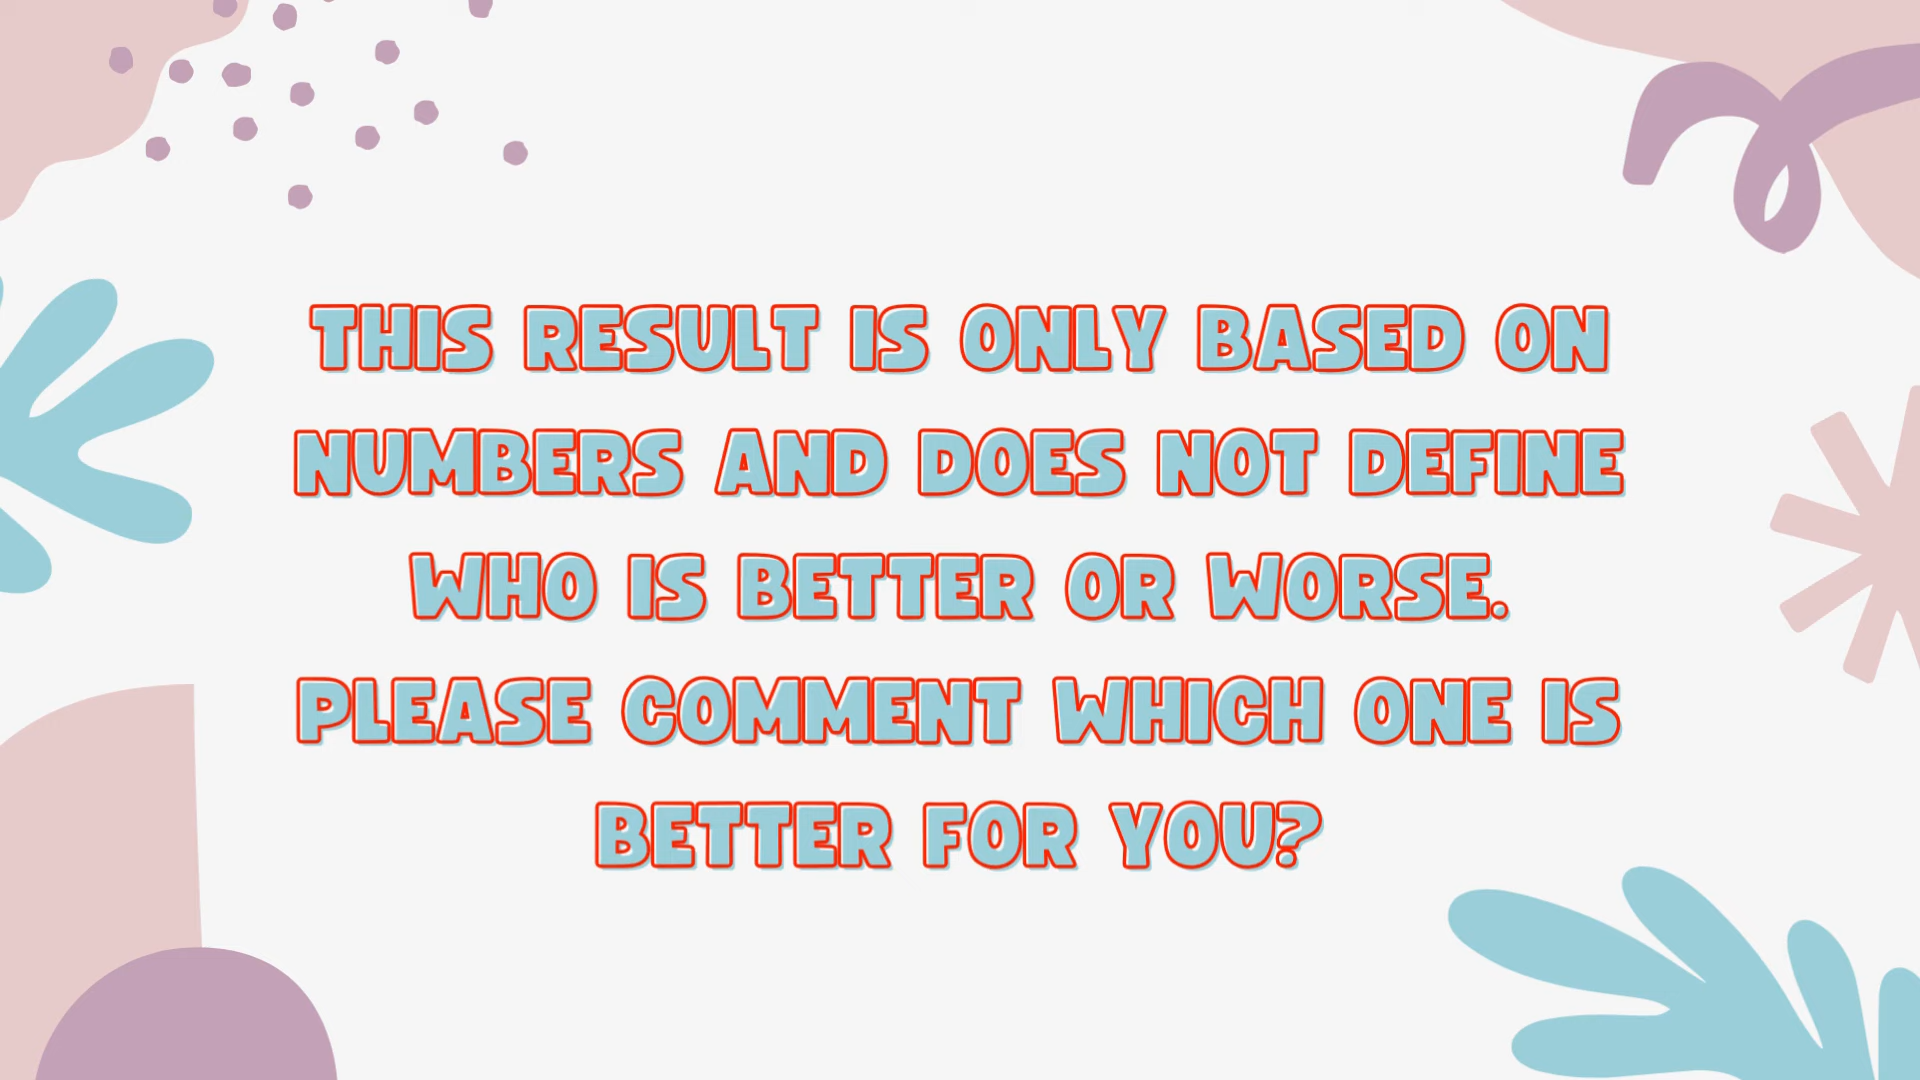 THIS RESULT IS ONLY BASED ON
NUMBERS AND DOES NOT DEFINE
WHO IS BETTER OR WORSE.
PLEASE COMMENT WHICH ONE IS
BETTER FOR YOU?